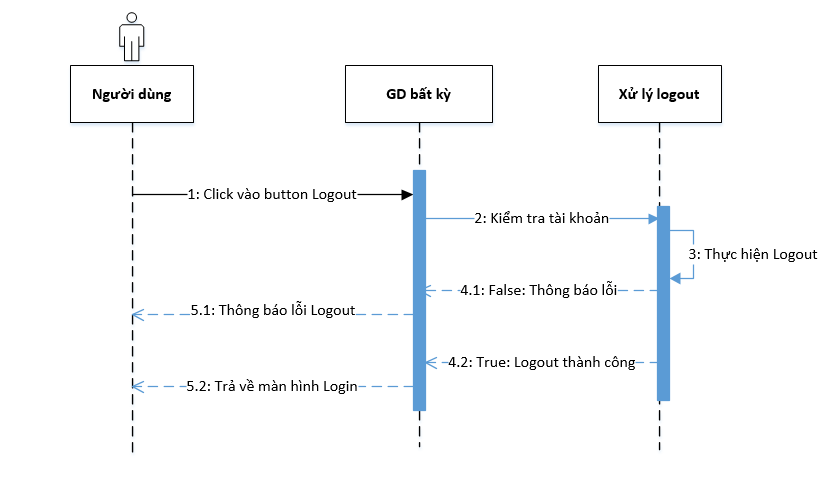 Người dùng
GD bất kỳ
Xử lý logout
1: Click vào button Logout
2: Kiểm tra tài khoản
3: Thực hiện Logout
4.1: False: Thông báo lỗi
5.1: Thông báo lỗi Logout
4.2: True: Logout thành công
5.2: Trả về màn hình Login